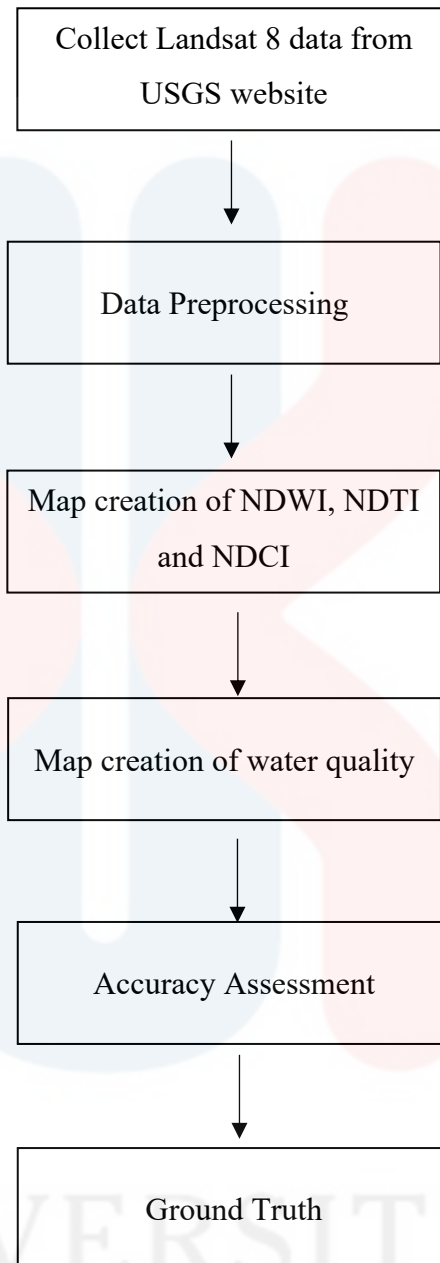 Collect Landsat 8 data from
USGS website
Data Preprocessing
Map creation of NDWI, NDTI
and NDCI
Map creation of water quality
Accuracy Assessment
Ground Truth
VERSIT